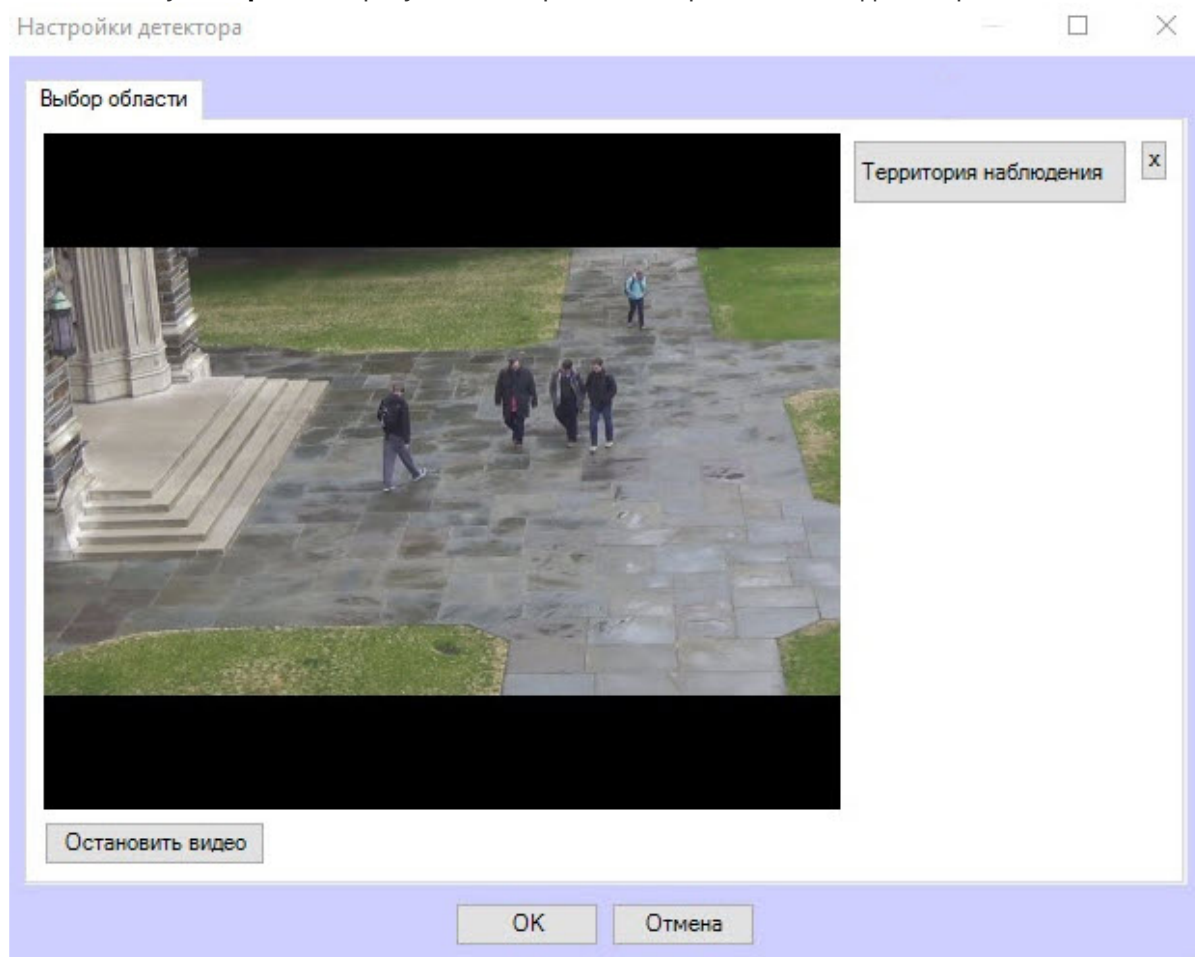 Настройки детектора
Выбор области
Территория наблюдения
x
Остановить видео
OK
Отмена